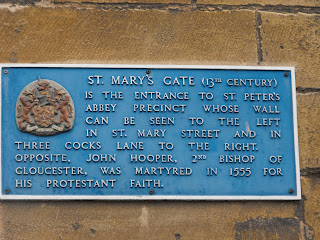 ST. MARY'S GATE (13TH CENTURY)
IS THE ENTRANCE TO ST. PETER'S
ABBEY PRECINCT WHOSE WALL
CAN BE SEEN TO THE LEFT
IN ST. MARY STREET AND IN
THREE COCKS LANE TO THE RIGHT.
OPPOSITE, JOHN HOOPER, 2ND BISHOP OF
GLOUCESTER, WAS MARTYRED IN 1555 FOR
HIS PROTESTANT FAITH.